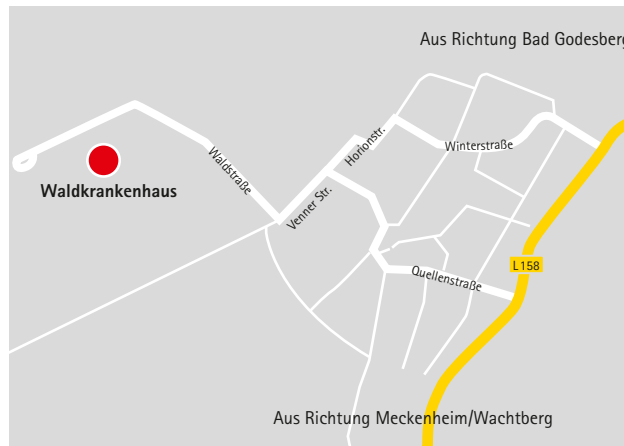 Aus Richtung Bad Godesberg
Horionstr.
Winterstraße
Waldstraße
Waldkrankenhaus
Venner Str.
L158
Quellenstraße
Aus Richtung Meckenheim/Wachtberg